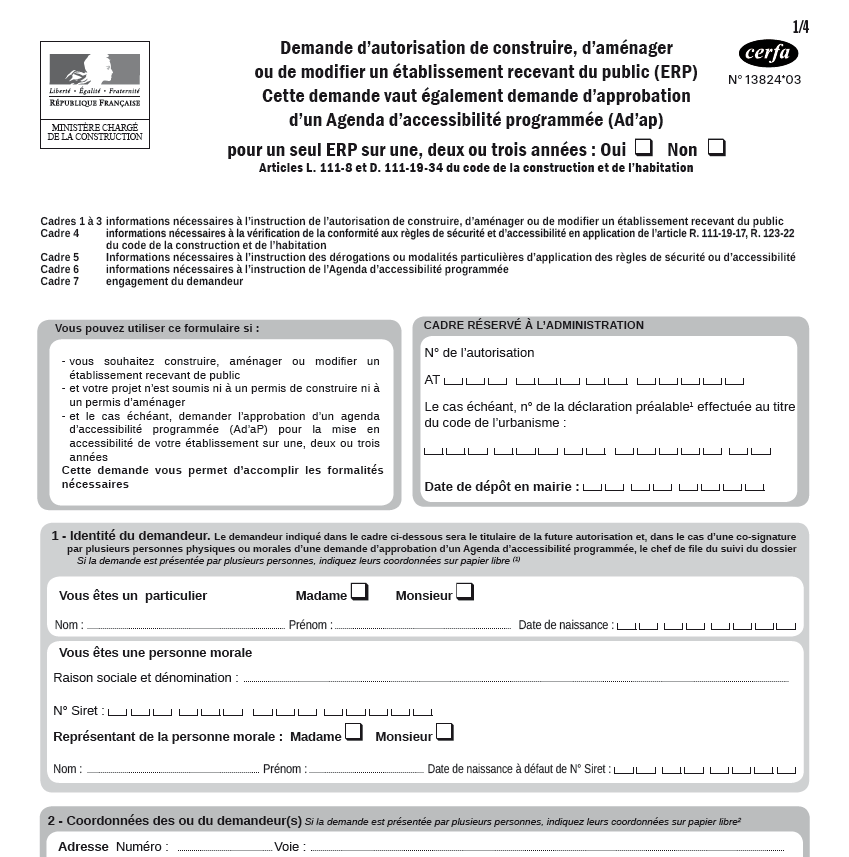 1/4
Demande d’autorisation de construire, d’aménager
ou de modifier un établissement recevant du public (ERP)
Cette demande vaut également demande d’approbation
d’un Agenda d’accessibilité programmée (Ad’ap)
pour un seul ERP sur une, deux ou trois années : Oui Non
Articles L. 111-8 et D. 111-19-34 du code de la construction et de l’habitation
cerfa
N° 13824*03
Liberté • Égalité • Fraternité
RÉPUBLIQUE FRANÇAISE
MINISTÈRE CHARGÉ
DE LA CONSTRUCTION
Cadres 1 à 3 informations nécessaires à l’instruction de l’autorisation de construire, d’aménager ou de modifier un établissement recevant du public
Cadre 4 informations nécessaires à la vérification de la conformité aux règles de sécurité et d’accessibilité en application de l’article R. 111-19-17, R. 123-22
du code de la construction et de l’habitation
Cadre 5 Informations nécessaires à l’instruction des dérogations ou modalités particulières d’application des règles de sécurité ou d’accessibilité
Cadre 6 informations nécessaires à l’instruction de l’Agenda d’accessibilité programmée
Cadre 7 engagement du demandeur
Vous pouvez utiliser ce formulaire si :
- vous souhaitez construire, aménager ou modifier un
établissement recevant de public
- et votre projet n’est soumis ni à un permis de construire ni à
un permis d’aménager
- et le cas échéant, demander l’approbation d’un agenda
d’accessibilité programmée (Ad’aP) pour la mise en
accessibilité de votre établissement sur une, deux ou trois
années
Cette demande vous permet d’accomplir les formalités
nécessaires
CADRE RÉSERVÉ À L’ADMINISTRATION
N° de l’autorisation
AT
Le cas échéant, n° de la déclaration préalable¹ effectuée au titre
du code de l’urbanisme :
Date de dépôt en mairie :
1 - Identité du demandeur. Le demandeur indiqué dans le cadre ci-dessous sera le titulaire de la future autorisation et, dans le cas d’une co-signature
par plusieurs personnes physiques ou morales d’une demande d’approbation d’un Agenda d’accessibilité programmée, le chef de file du suivi du dossier
Si la demande est présentée par plusieurs personnes, indiquez leurs coordonnées sur papier libre ⁽¹⁾
Vous êtes un particulier Madame Monsieur
Nom : Prénom : Date de naissance :
Vous êtes une personne morale
Raison sociale et dénomination :
N° Siret :
Représentant de la personne morale : Madame Monsieur
Nom : Prénom : Date de naissance à défaut de N° Siret :
2 - Coordonnées des ou du demandeur(s) Si la demande est présentée par plusieurs personnes, indiquez leurs coordonnées sur papier libre²
Adresse Numéro : Voie :